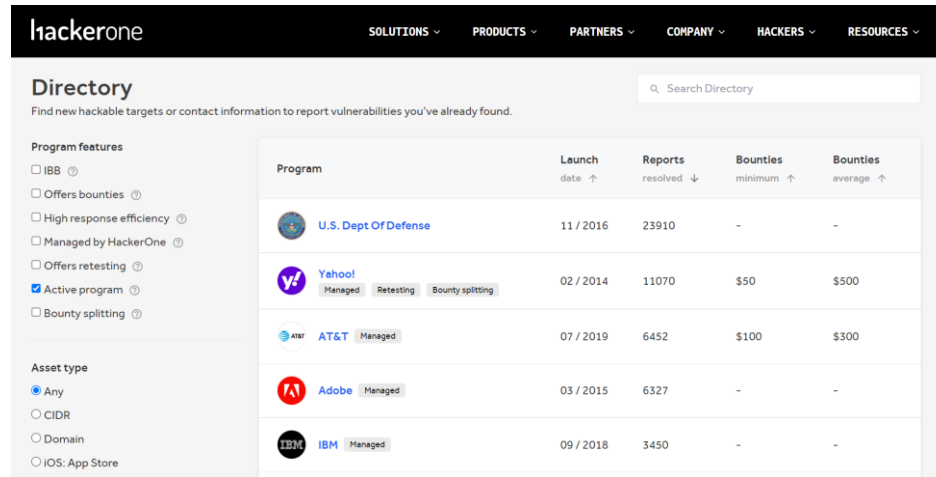 hackerone SOLUTIONS PRODUCTS PARTNERS COMPANY HACKERS RESOURCES
Directory
Search Directory
Find new hackable targets or contact information to report vulnerabilities you've already found.
Program features
IBB
Offers bounties
High response efficiency
Managed by HackerOne
Offers retesting
Active program
Bounty splitting
Asset type
Any
CIDR
Domain
iOS: App Store
Program Launch Reports Bounties Bounties
date ↑ resolved ↓ minimum ↑ average ↑
U.S. Dept Of Defense 11 / 2016 23910 - -
Yahoo!
y! 02 / 2014 11070 $50 $500
Managed Retesting Bounty splitting
AT&T AT&T Managed 07 / 2019 6452 $100 $300
Adobe Managed 03 / 2015 6327 - -
IBM IBM Managed 09 / 2018 3450 - -